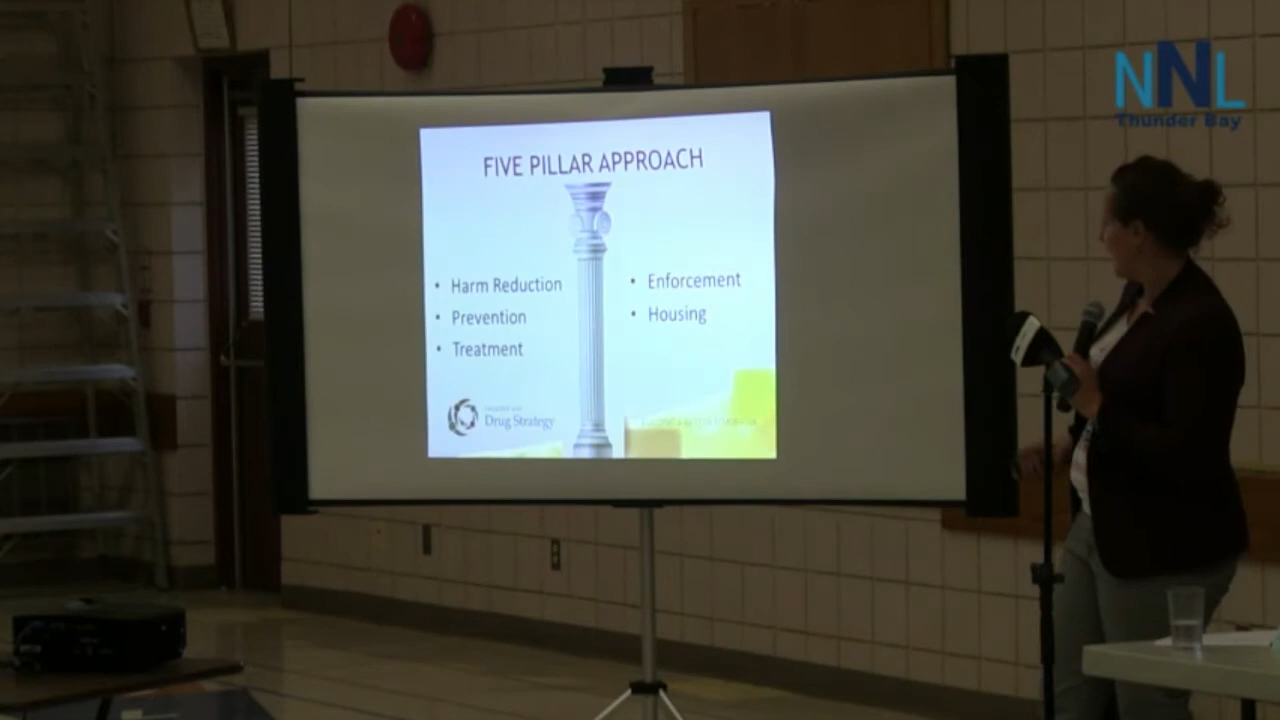 NNL
Thunder Bay
FIVE PILLAR APPROACH
• Harm Reduction
• Prevention
• Treatment
• Enforcement
• Housing
Drug Strategy